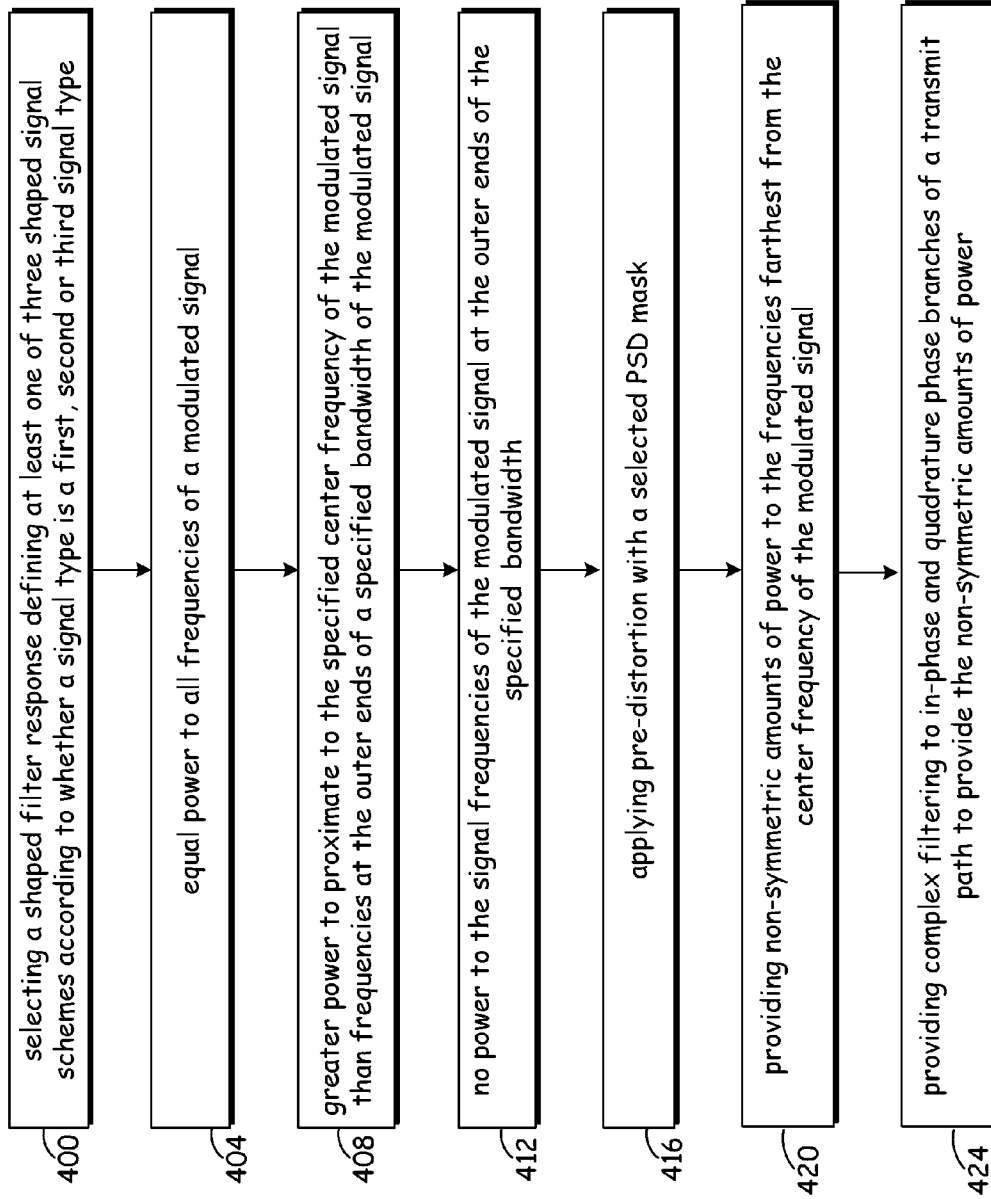 selecting a shaped filter response defining at least one of three shaped signal
schemes according to whether a signal type is a first, second or third signal type
400
equal power to all frequencies of a modulated signal
404
greater power to proximate to the specified center frequency of the modulated signal
than frequencies at the outer ends of a specified bandwidth of the modulated signal
408
no power to the signal frequencies of the modulated signal at the outer ends of the
specified bandwidth
412
applying pre-distortion with a selected PSD mask
416
providing non-symmetric amounts of power to the frequencies farthest from the
center frequency of the modulated signal
420
providing complex filtering to in-phase and quadrature phase branches of a transmit
path to provide the non-symmetric amounts of power
424